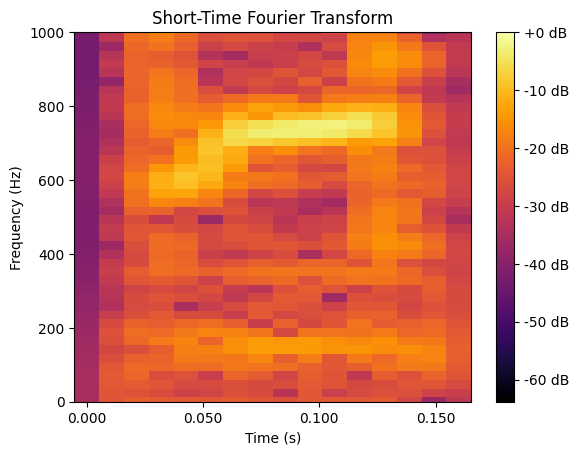 Short-Time Fourier Transform
1000
800
600
400
200
0
Frequency (Hz)
0.000
0.050
0.100
0.150
Time (s)
+0 dB
-10 dB
-20 dB
-30 dB
-40 dB
-50 dB
-60 dB